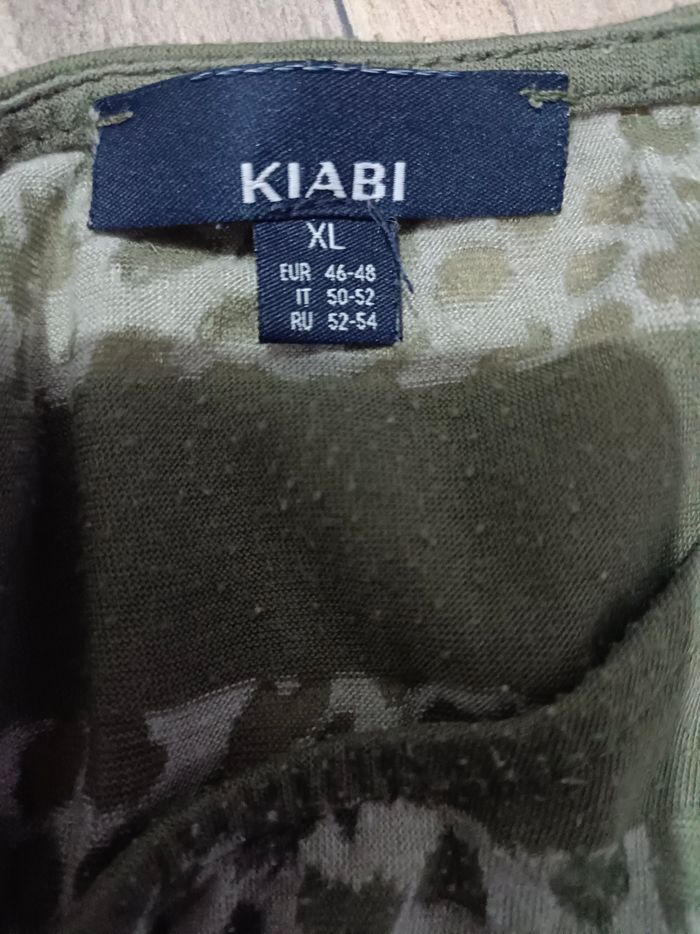 KIABI
XL
EUR 46-48
IT 50-52
RU 52-54